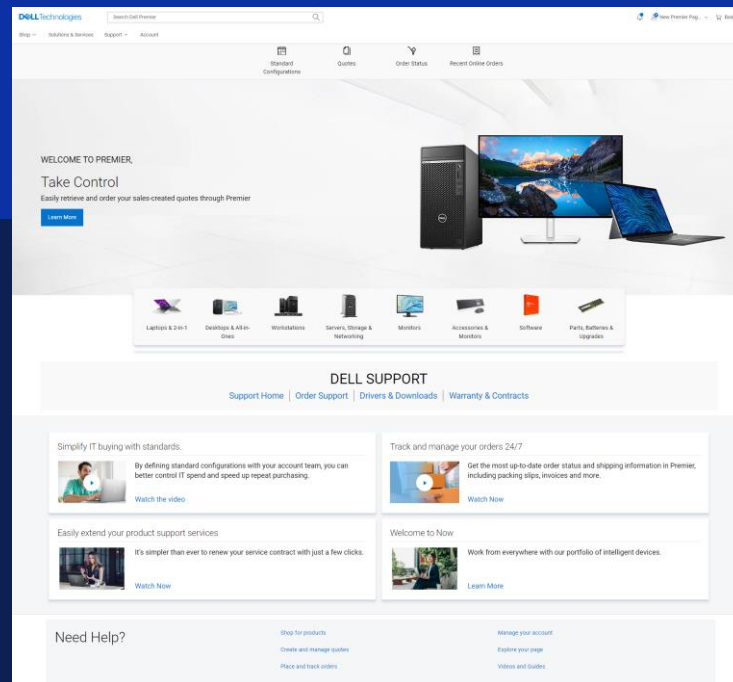 DELL Technologies
Search Dell Premier
New Premier Pag...
Shop
Solutions & Services
Support
Account
Standard
Configurations
Quotes
Order Status
Recent Online Orders
WELCOME TO PREMIER,
Take Control
Easily retrieve and order your sales-created quotes through Premier
Learn More
Laptops & 2-in-1
Desktops & All-in-
Ones
Workstations
Servers, Storage &
Networking
Monitors
Accessories &
Monitors
Software
Parts, Batteries &
Upgrades
DELL SUPPORT
Support Home | Order Support | Drivers & Downloads | Warranty & Contracts
Simplify IT buying with standards.
By defining standard configurations with your account team, you can
better control IT spend and speed up repeat purchasing.
Watch the video
Track and manage your orders 24/7
Get the most up-to-date order status and shipping information in Premier,
including packing slips, invoices and more.
Watch Now
Easily extend your product support services
It's simpler than ever to renew your service contract with just a few clicks.
Watch Now
Welcome to Now
Work from everywhere with our portfolio of intelligent devices.
Learn More
Need Help?
Shop for products
Create and manage quotes
Place and track orders
Manage your account
Explore your page
Videos and Guides